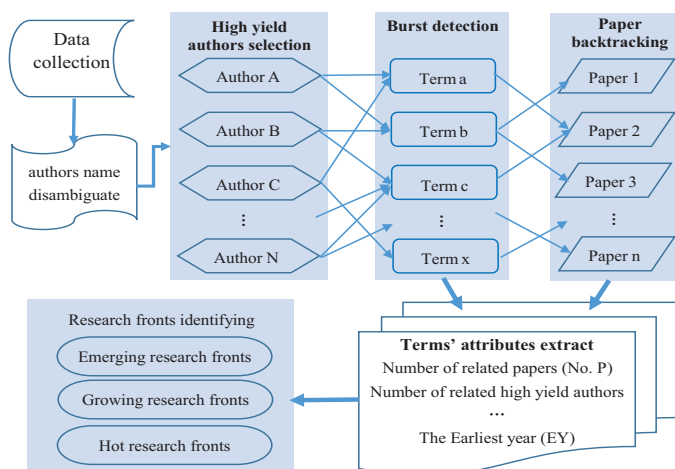 Data
collection
authors name
disambiguate
High yield
authors selection
Author A
Author B
Author C
...
Author N
Burst detection
Term a
Term b
Term c
...
Term x
Paper
backtracking
Paper 1
Paper 2
Paper 3
...
Paper n
Terms' attributes extract
Number of related papers (No. P)
Number of related high yield authors
...
The Earliest year (EY)
Research fronts identifying
Emerging research fronts
Growing research fronts
Hot research fronts